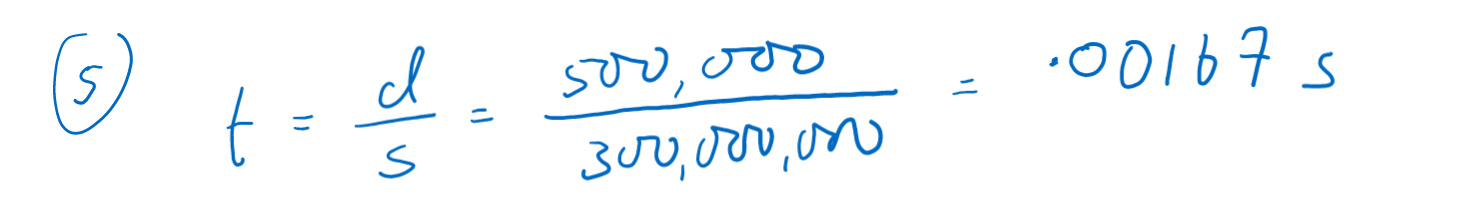 (5) t = d/s = 500,000/300,000,000 = .00167 s